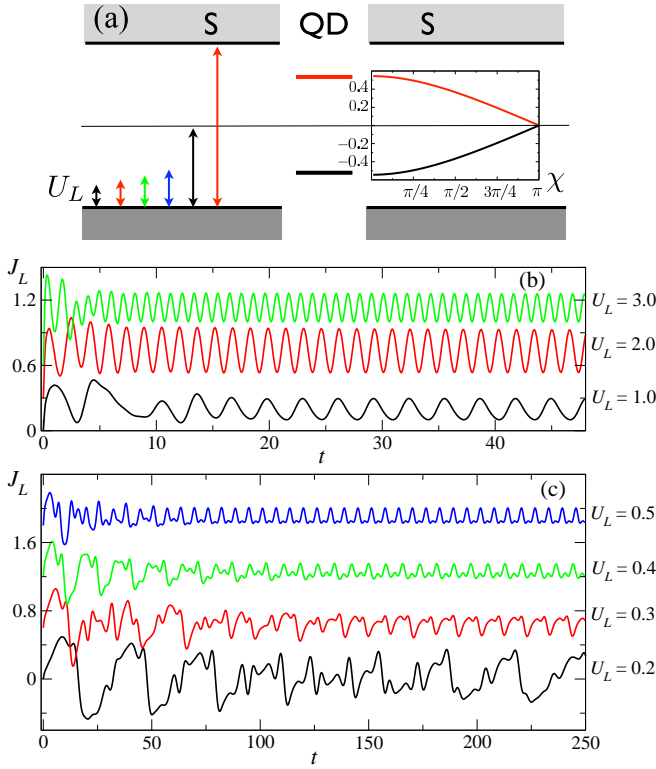 (a) S QD S
U_L
0.4
0.2
−0.2
−0.4
π/4 π/2 3π/4 π χ
J_L (b)
1.2
0.6
0
U_L = 3.0
U_L = 2.0
U_L = 1.0
0 10 20 30 40
t
J_L (c)
1.6
0.8
0
U_L = 0.5
U_L = 0.4
U_L = 0.3
U_L = 0.2
0 50 100 150 200 250
t